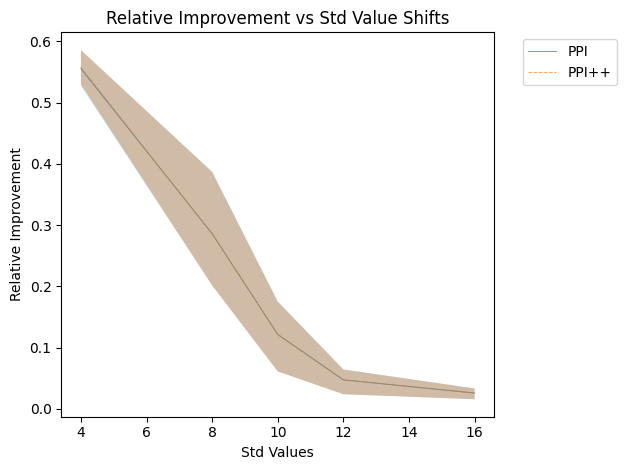 Relative Improvement vs Std Value Shifts
PPI
PPI++
Relative Improvement
0.6
0.5
0.4
0.3
0.2
0.1
0.0
4 6 8 10 12 14 16
Std Values